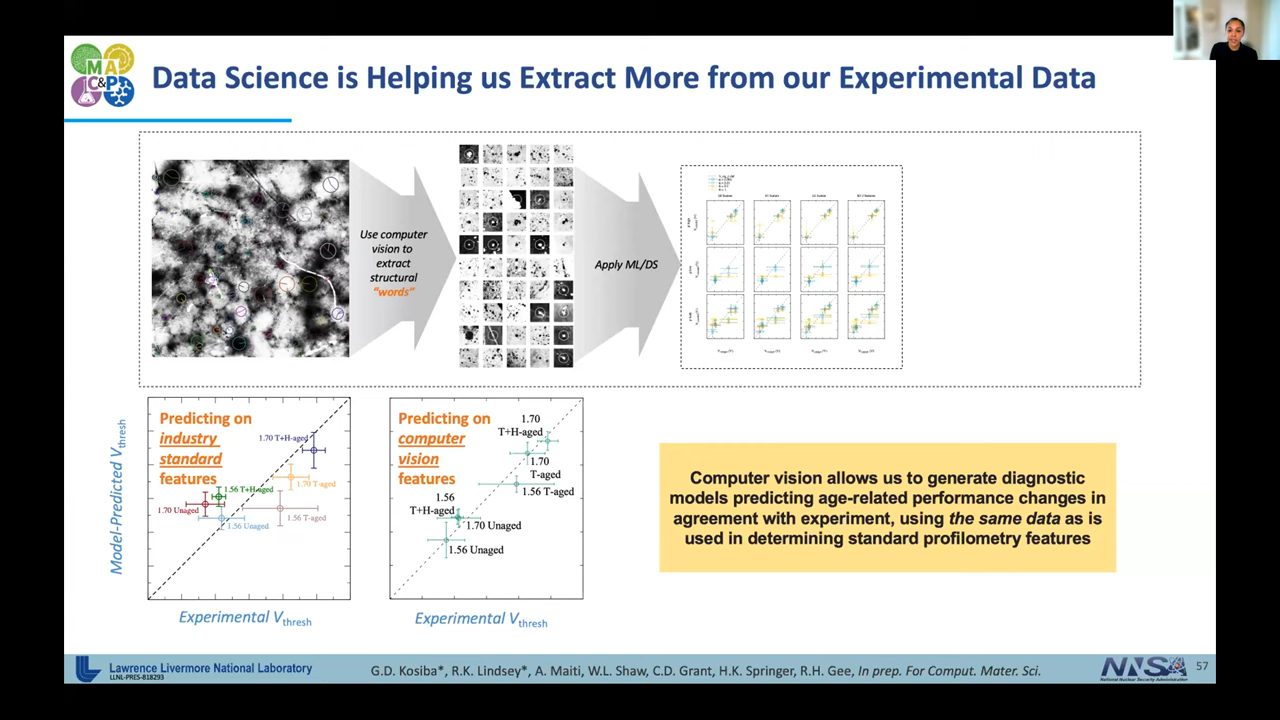 M A
C&P
Data Science is Helping us Extract More from our Experimental Data
Use computer
vision to
extract
structural
“words”
Apply ML/DS
Predicting on
industry
standard
features
1.70 T+H-aged
1.70 T-aged
1.56 T+H-aged
1.70 Unaged
1.56 Unaged
1.56 T-aged
Model-Predicted Vthresh
Experimental Vthresh
Predicting on
computer
vision
features
1.70
T+H-aged
1.70
T-aged
1.56 T-aged
1.56
T+H-aged
1.70 Unaged
1.56 Unaged
Experimental Vthresh
Computer vision allows us to generate diagnostic
models predicting age-related performance changes in
agreement with experiment, using the same data as is
used in determining standard profilometry features
Lawrence Livermore National Laboratory
LLNL-PRES-818293
G.D. Kosiba*, R.K. Lindsey*, A. Maiti, W.L. Shaw, C.D. Grant, H.K. Springer, R.H. Gee, In prep. For Comput. Mater. Sci.
NNSA
National Nuclear Security Administration
57